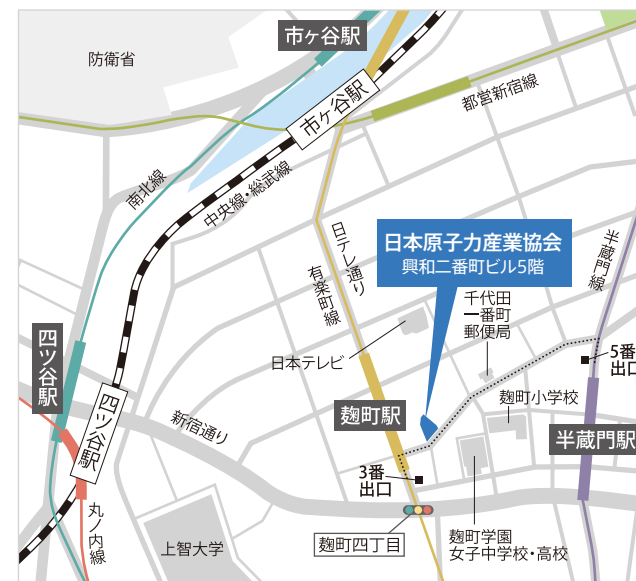 市ヶ谷駅
防衛省
市ヶ谷駅
都営新宿線
南北線
中央線・総武線
日テレ通り
有楽町線
日本原子力産業協会
興和二番町ビル5階
半蔵門線
千代田
一番町
郵便局
四ツ谷駅
日本テレビ
5番
出口
四ツ谷駅
新宿通り
麹町駅
麹町小学校
半蔵門駅
3番
出口
丸ノ内線
上智大学
麹町四丁目
麹町学園
女子中学校・高校